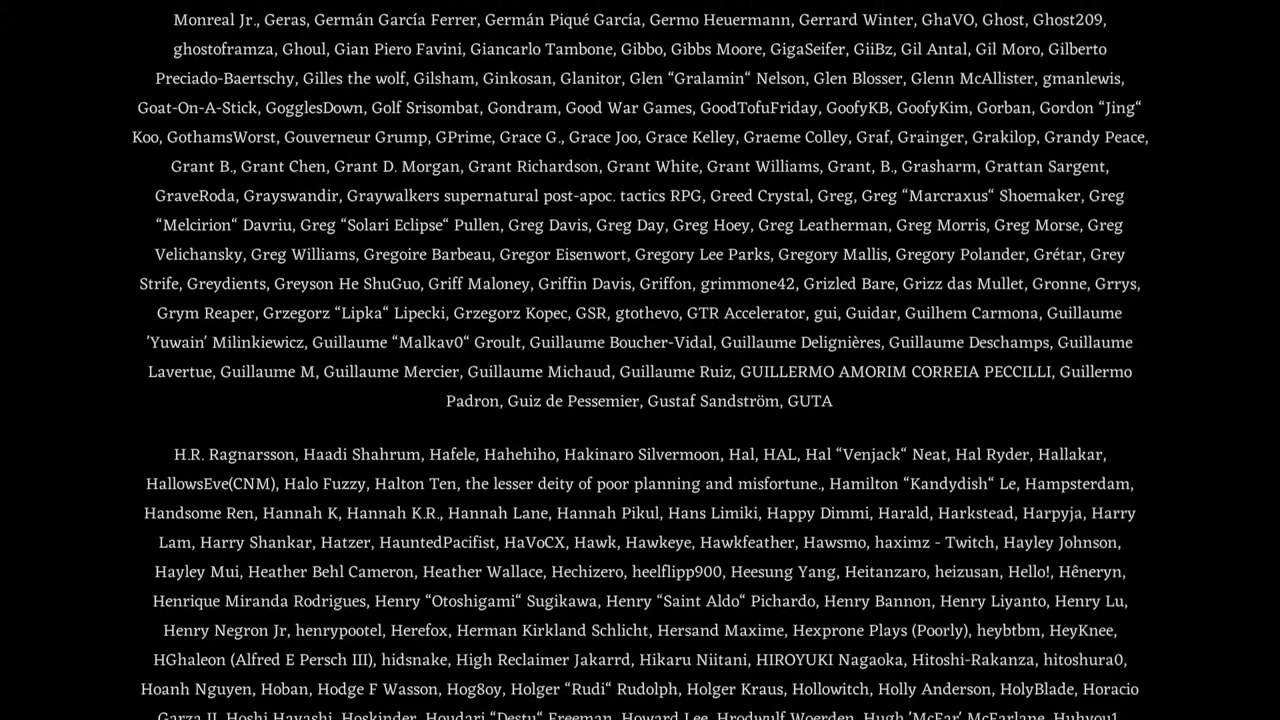 Monreal Jr., Geras, Germán García Ferrer, Germán Piqué García, Germo Heuermann, Gerrard Winter, GhaVO, Ghost, Ghost209,
ghostoframza, Ghoul, Gian Piero Favini, Giancarlo Tambone, Gibbo, Gibbs Moore, GigaSeifer, GiiBz, Gil Antal, Gil Moro, Gilberto
Preciado-Baertschy, Gilles the wolf, Gilsham, Ginkosan, Glanitor, Glen “Gralamin“ Nelson, Glen Blosser, Glenn McAllister, gmanlewis,
Goat-On-A-Stick, GogglesDown, Golf Srisombat, Gondram, Good War Games, GoodTofuFriday, GoofyKB, GoofyKim, Gorban, Gordon “Jing“
Koo, GothamsWorst, Gouverneur Grump, GPrime, Grace G., Grace Joo, Grace Kelley, Graeme Colley, Graf, Grainger, Grakilop, Grandy Peace,
Grant B., Grant Chen, Grant D. Morgan, Grant Richardson, Grant White, Grant Williams, Grant, B., Grasharm, Grattan Sargent,
GraveRoda, Grayswandir, Graywalkers supernatural post-apoc. tactics RPG, Greed Crystal, Greg, Greg “Marcraxus“ Shoemaker, Greg
“Melcirion“ Davriu, Greg “Solari Eclipse“ Pullen, Greg Davis, Greg Day, Greg Hoey, Greg Leatherman, Greg Morris, Greg Morse, Greg
Velichansky, Greg Williams, Gregoire Barbeau, Gregor Eisenwort, Gregory Lee Parks, Gregory Mallis, Gregory Polander, Grétar, Grey
Strife, Greydients, Greyson He ShuGuo, Griff Maloney, Griffin Davis, Griffon, grimmone42, Grizled Bare, Grizz das Mullet, Gronne, Grrys,
Grym Reaper, Grzegorz “Lipka“ Lipecki, Grzegorz Kopec, GSR, gtothevo, GTR Accelerator, gui, Guidar, Guilhem Carmona, Guillaume
'Yuwain' Milinkiewicz, Guillaume “Malkav0“ Groult, Guillaume Boucher-Vidal, Guillaume Delignières, Guillaume Deschamps, Guillaume
Lavertue, Guillaume M, Guillaume Mercier, Guillaume Michaud, Guillaume Ruiz, GUILLERMO AMORIM CORREIA PECCILLI, Guillermo
Padron, Guiz de Pessemier, Gustaf Sandström, GUTA
H.R. Ragnarsson, Haadi Shahrum, Hafele, Hahehiho, Hakinaro Silvermoon, Hal, HAL, Hal “Venjack“ Neat, Hal Ryder, Hallakar,
HallowsEve(CNM), Halo Fuzzy, Halton Ten, the lesser deity of poor planning and misfortune., Hamilton “Kandydish“ Le, Hampsterdam,
Handsome Ren, Hannah K, Hannah K.R., Hannah Lane, Hannah Pikul, Hans Limiki, Happy Dimmi, Harald, Harkstead, Harpyja, Harry
Lam, Harry Shankar, Hatzer, HauntedPacifist, HaVoCX, Hawk, Hawkeye, Hawkfeather, Hawsmo, haximz - Twitch, Hayley Johnson,
Hayley Mui, Heather Behl Cameron, Heather Wallace, Hechizero, heelflipp900, Heesung Yang, Heitanzaro, heizusan, Hello!, Hêneryn,
Henrique Miranda Rodrigues, Henry “Otoshigami“ Sugikawa, Henry “Saint Aldo“ Pichardo, Henry Bannon, Henry Liyanto, Henry Lu,
Henry Negron Jr, henrypootel, Herefox, Herman Kirkland Schlicht, Hersand Maxime, Hexprone Plays (Poorly), heybtbm, HeyKnee,
HGhaleon (Alfred E Persch III), hidsnake, High Reclaimer Jakarrd, Hikaru Niitani, HIROYUKI Nagaoka, Hitoshi-Rakanza, hitoshura0,
Hoanh Nguyen, Hoban, Hodge F Wasson, Hog8oy, Holger “Rudi“ Rudolph, Holger Kraus, Hollowitch, Holly Anderson, HolyBlade, Horacio
Garza II, Hoshi Hayashi, Hoskinder, Houdari “Destu“ Freeman, Howard Lee, Hrodwulf Woerden, Hugh 'McFar' McFarlane, Huhyou1